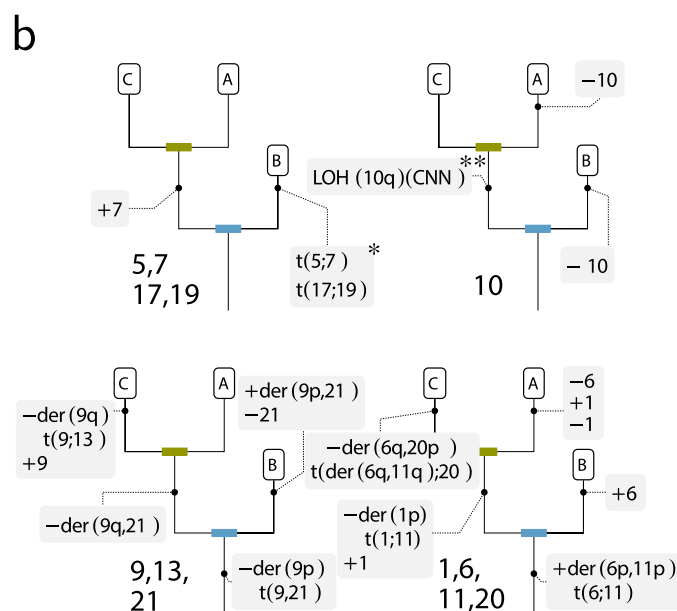 b
C
A
B
+7
t(5;7)
t(17;19)
*
5,7
17,19
C
A
−10
LOH (10q)(CNN )
**
B
− 10
10
C
A
+der(9p,21)
−21
−der(9q)
t(9;13)
+9
B
−der(9q,21)
−der(9p)
t(9,21)
9,13,
21
C
A
−6
+1
−1
−der(6q,20p)
t(der(6q,11q);20)
B
+6
−der(1p)
t(1;11)
+1
+der(6p,11p)
t(6;11)
1,6,
11,20